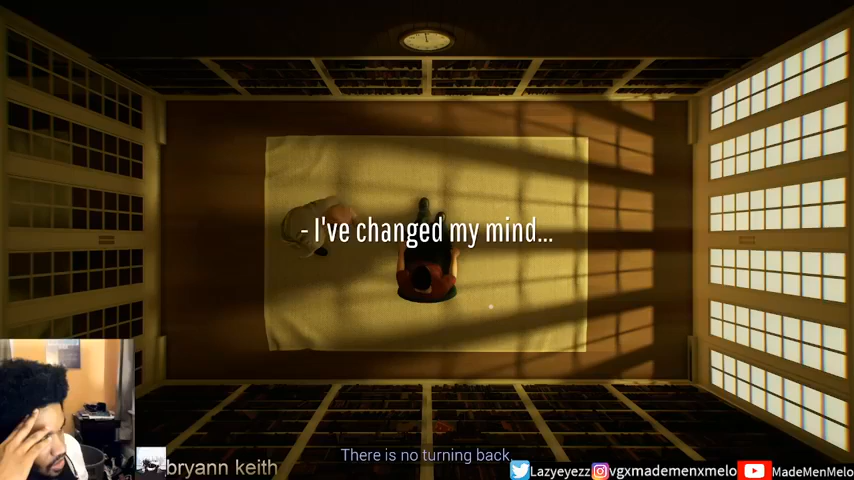 - I've changed my mind...
There is no turning back.
bryann keith
Lazyeyezz
vgxmademenxmelo
MadeMenMelo